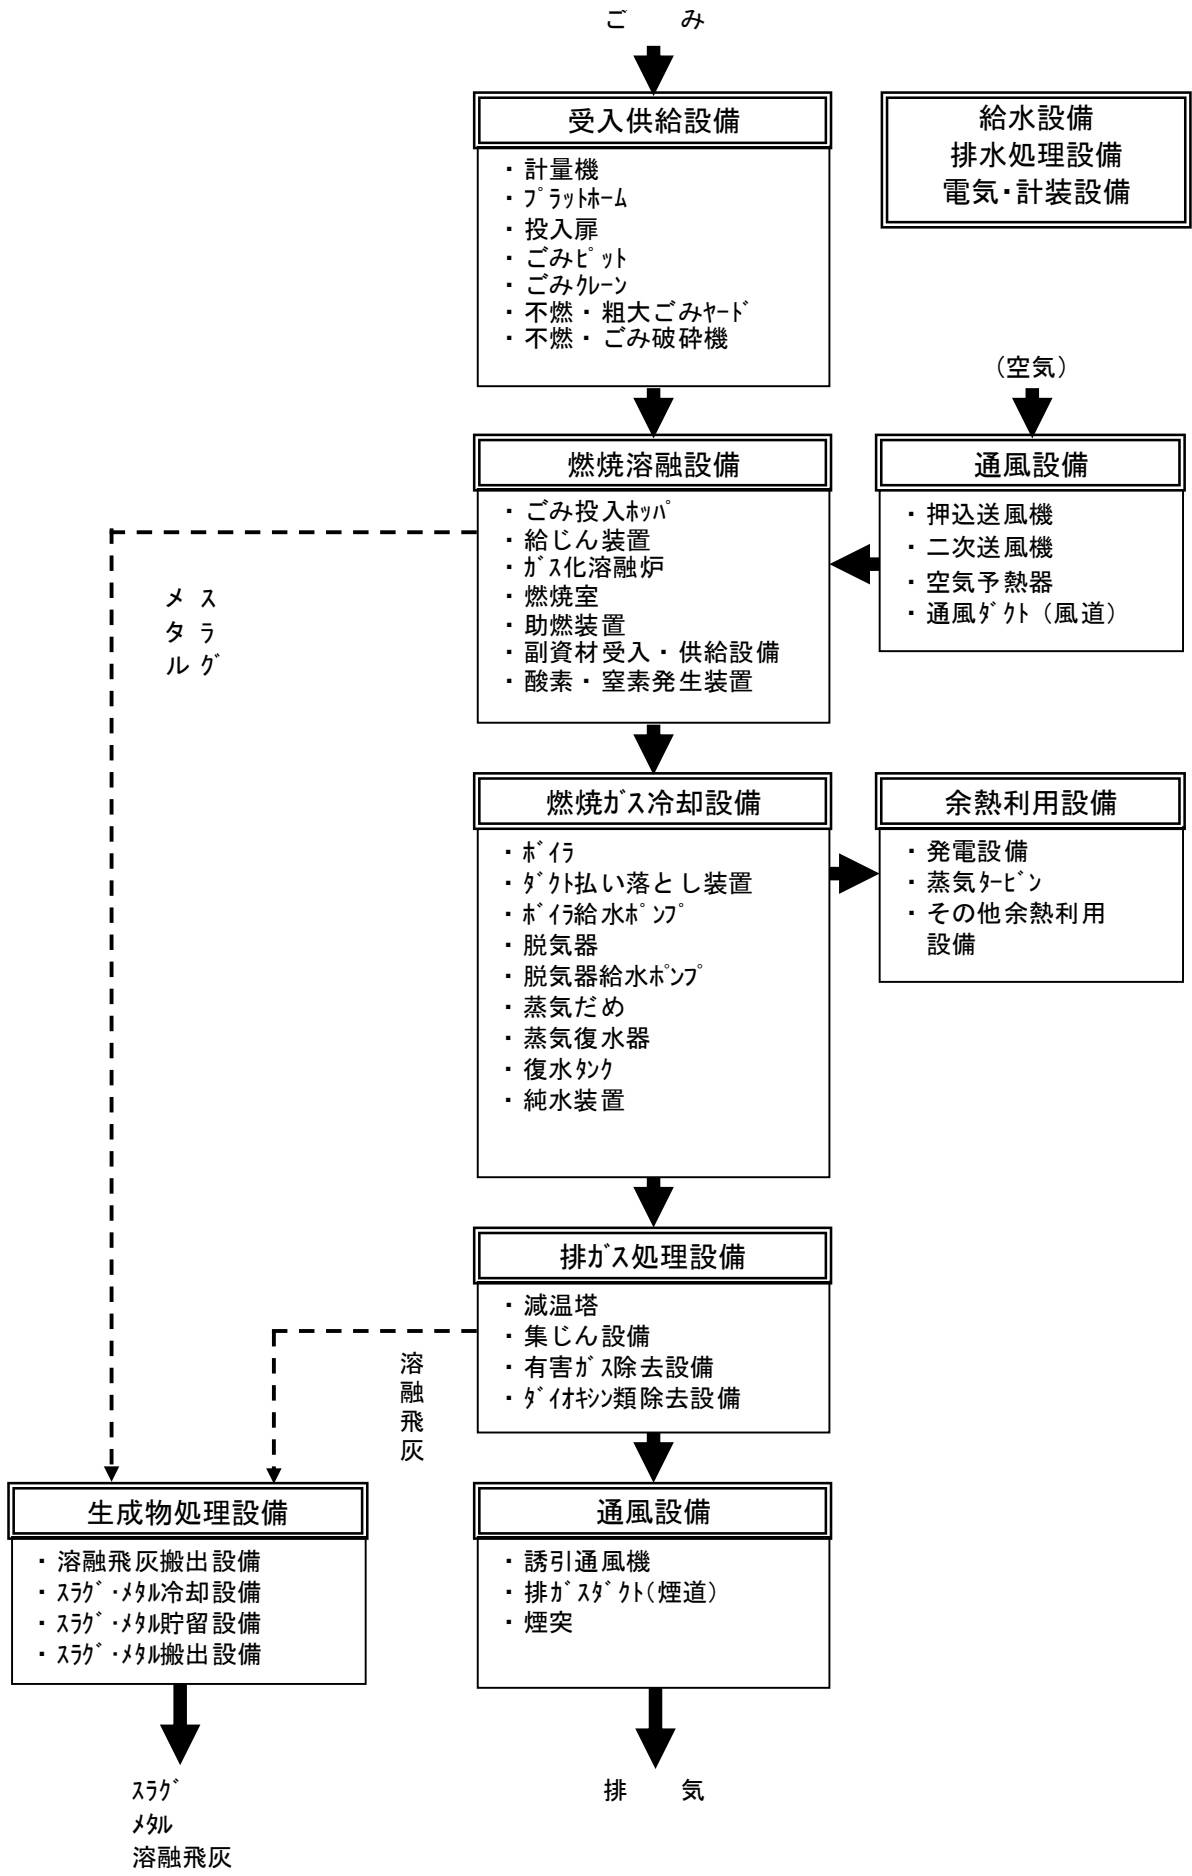 ご　み
受入供給設備
・計量機
・ﾌﾟﾗｯﾄﾎｰﾑ
・投入扉
・ごみﾋﾟｯﾄ
・ごみｸﾚｰﾝ
・不燃・粗大ごみﾔｰﾄﾞ
・不燃・ごみ破砕機
給水設備
排水処理設備
電気・計装設備
（空気）
燃焼溶融設備
・ごみ投入ﾎｯﾊﾟ
・給じん装置
・ｶﾞｽ化溶融炉
・燃焼室
・助燃装置
・副資材受入・供給設備
・酸素・窒素発生装置
通風設備
・押込送風機
・二次送風機
・空気予熱器
・通風ﾀﾞｸﾄ（風道）
スラグ
メタル
燃焼ｶﾞｽ冷却設備
・ﾎﾞｲﾗ
・ﾀﾞｸﾄ払い落とし装置
・ﾎﾞｲﾗ給水ﾎﾟﾝﾌﾟ
・脱気器
・脱気器給水ﾎﾟﾝﾌﾟ
・蒸気だめ
・蒸気復水器
・復水ﾀﾝｸ
・純水装置
余熱利用設備
・発電設備
・蒸気ﾀｰﾋﾞﾝ
・その他余熱利用
設備
排ｶﾞｽ処理設備
・減温塔
・集じん設備
・有害ｶﾞｽ除去設備
・ﾀﾞｲｵｷｼﾝ類除去設備
溶融飛灰
生成物処理設備
・溶融飛灰搬出設備
・ｽﾗｸﾞ・ﾒﾀﾙ冷却設備
・ｽﾗｸﾞ・ﾒﾀﾙ貯留設備
・ｽﾗｸﾞ・ﾒﾀﾙ搬出設備
通風設備
・誘引通風機
・排ｶﾞｽﾀﾞｸﾄ(煙道)
・煙突
ｽﾗｸﾞ
ﾒﾀﾙ
溶融飛灰
排　気